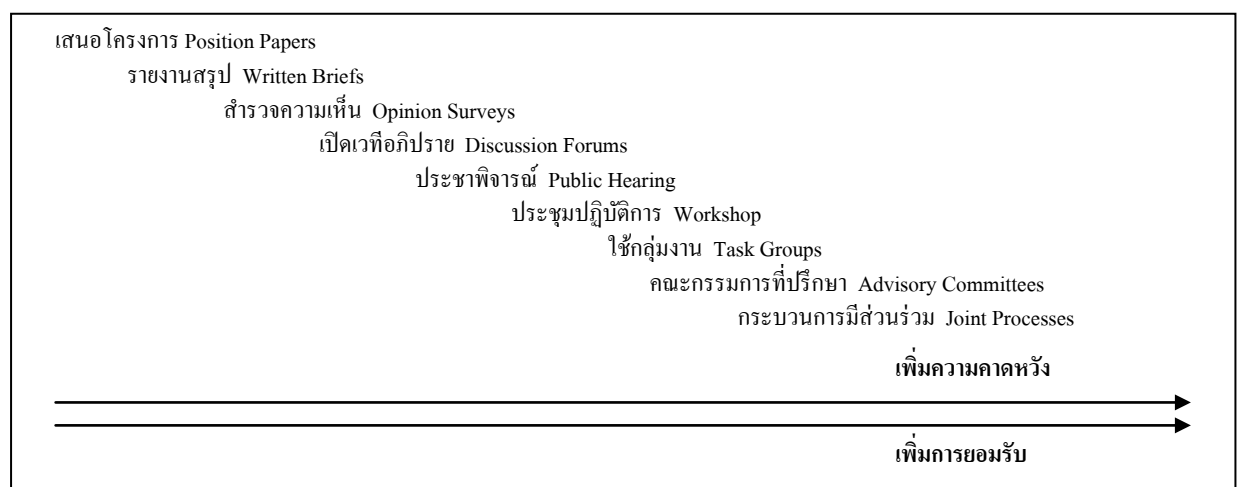 เสนอโครงการ Position Papers
รายงานสรุป Written Briefs
สำรวจความเห็น Opinion Surveys
เปิดเวทีอภิปราย Discussion Forums
ประชาพิจารณ์ Public Hearing
ประชุมปฏิบัติการ Workshop
ใช้กลุ่มงาน Task Groups
คณะกรรมการที่ปรึกษา Advisory Committees
กระบวนการมีส่วนร่วม Joint Processes
เพิ่มความคาดหวัง
เพิ่มการยอมรับ